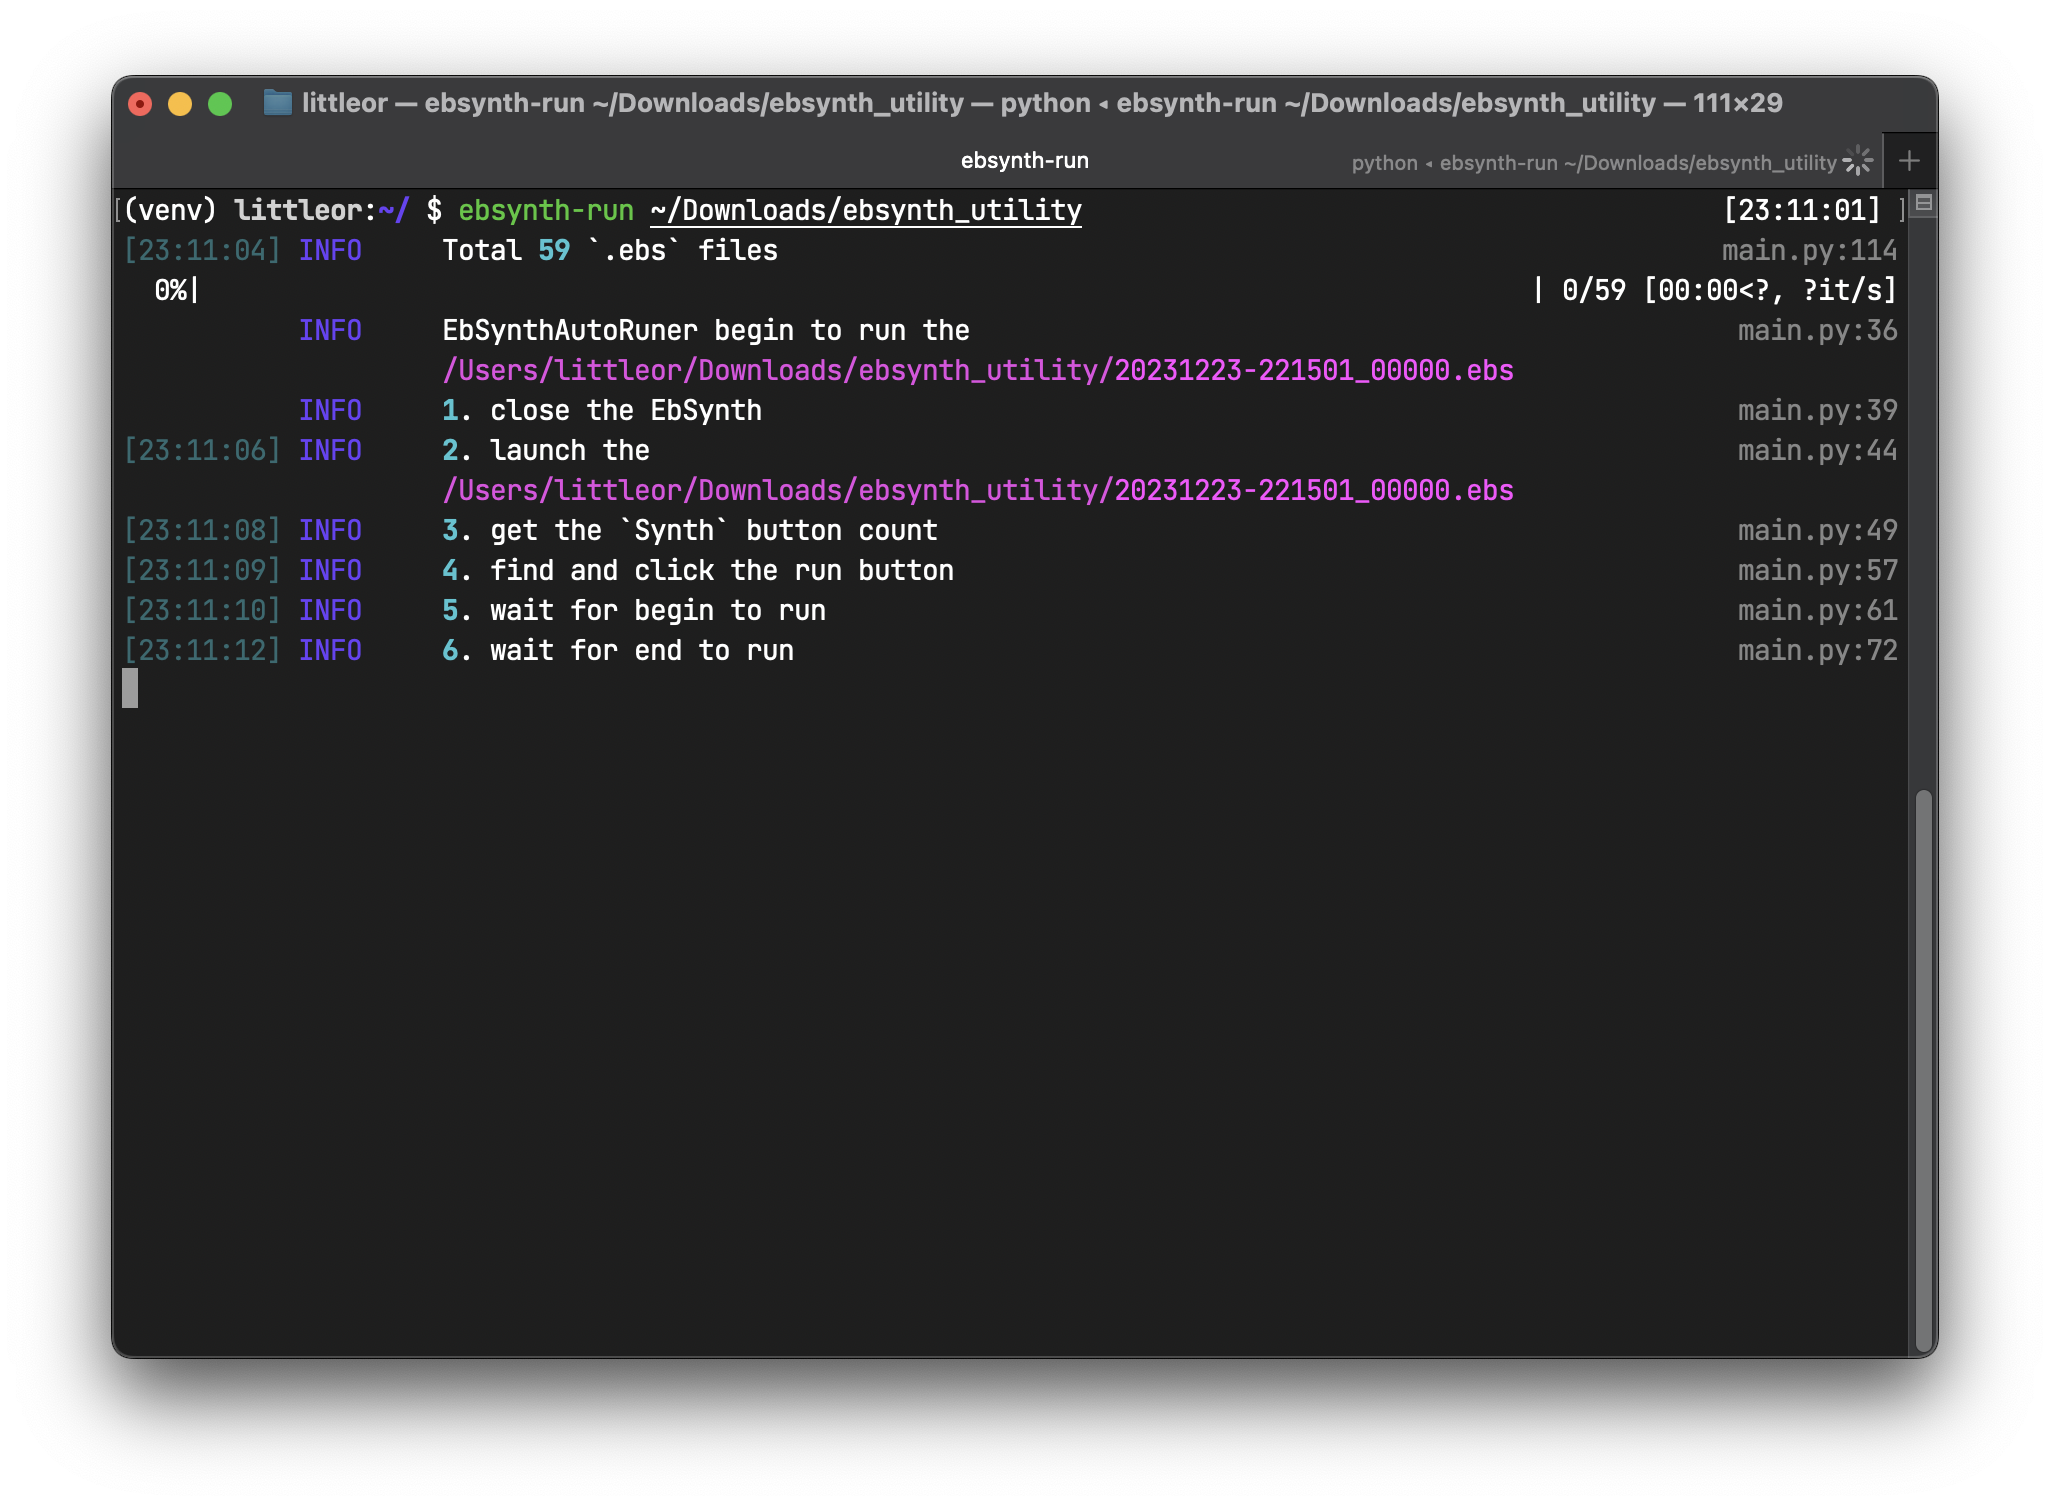 littleor — ebsynth-run ~/Downloads/ebsynth_utility — python ◂ ebsynth-run ~/Downloads/ebsynth_utility — 111×29
ebsynth-run python ◂ ebsynth-run ~/Downloads/ebsynth_utility +
[(venv) littleor:~/ $ ebsynth-run ~/Downloads/ebsynth_utility [23:11:01] ]
[23:11:04] INFO Total 59 `.ebs` files main.py:114
0%| | 0/59 [00:00<?, ?it/s]
INFO EbSynthAutoRuner begin to run the main.py:36
/Users/littleor/Downloads/ebsynth_utility/20231223-221501_00000.ebs
INFO 1. close the EbSynth main.py:39
[23:11:06] INFO 2. launch the main.py:44
/Users/littleor/Downloads/ebsynth_utility/20231223-221501_00000.ebs
[23:11:08] INFO 3. get the `Synth` button count main.py:49
[23:11:09] INFO 4. find and click the run button main.py:57
[23:11:10] INFO 5. wait for begin to run main.py:61
[23:11:12] INFO 6. wait for end to run main.py:72